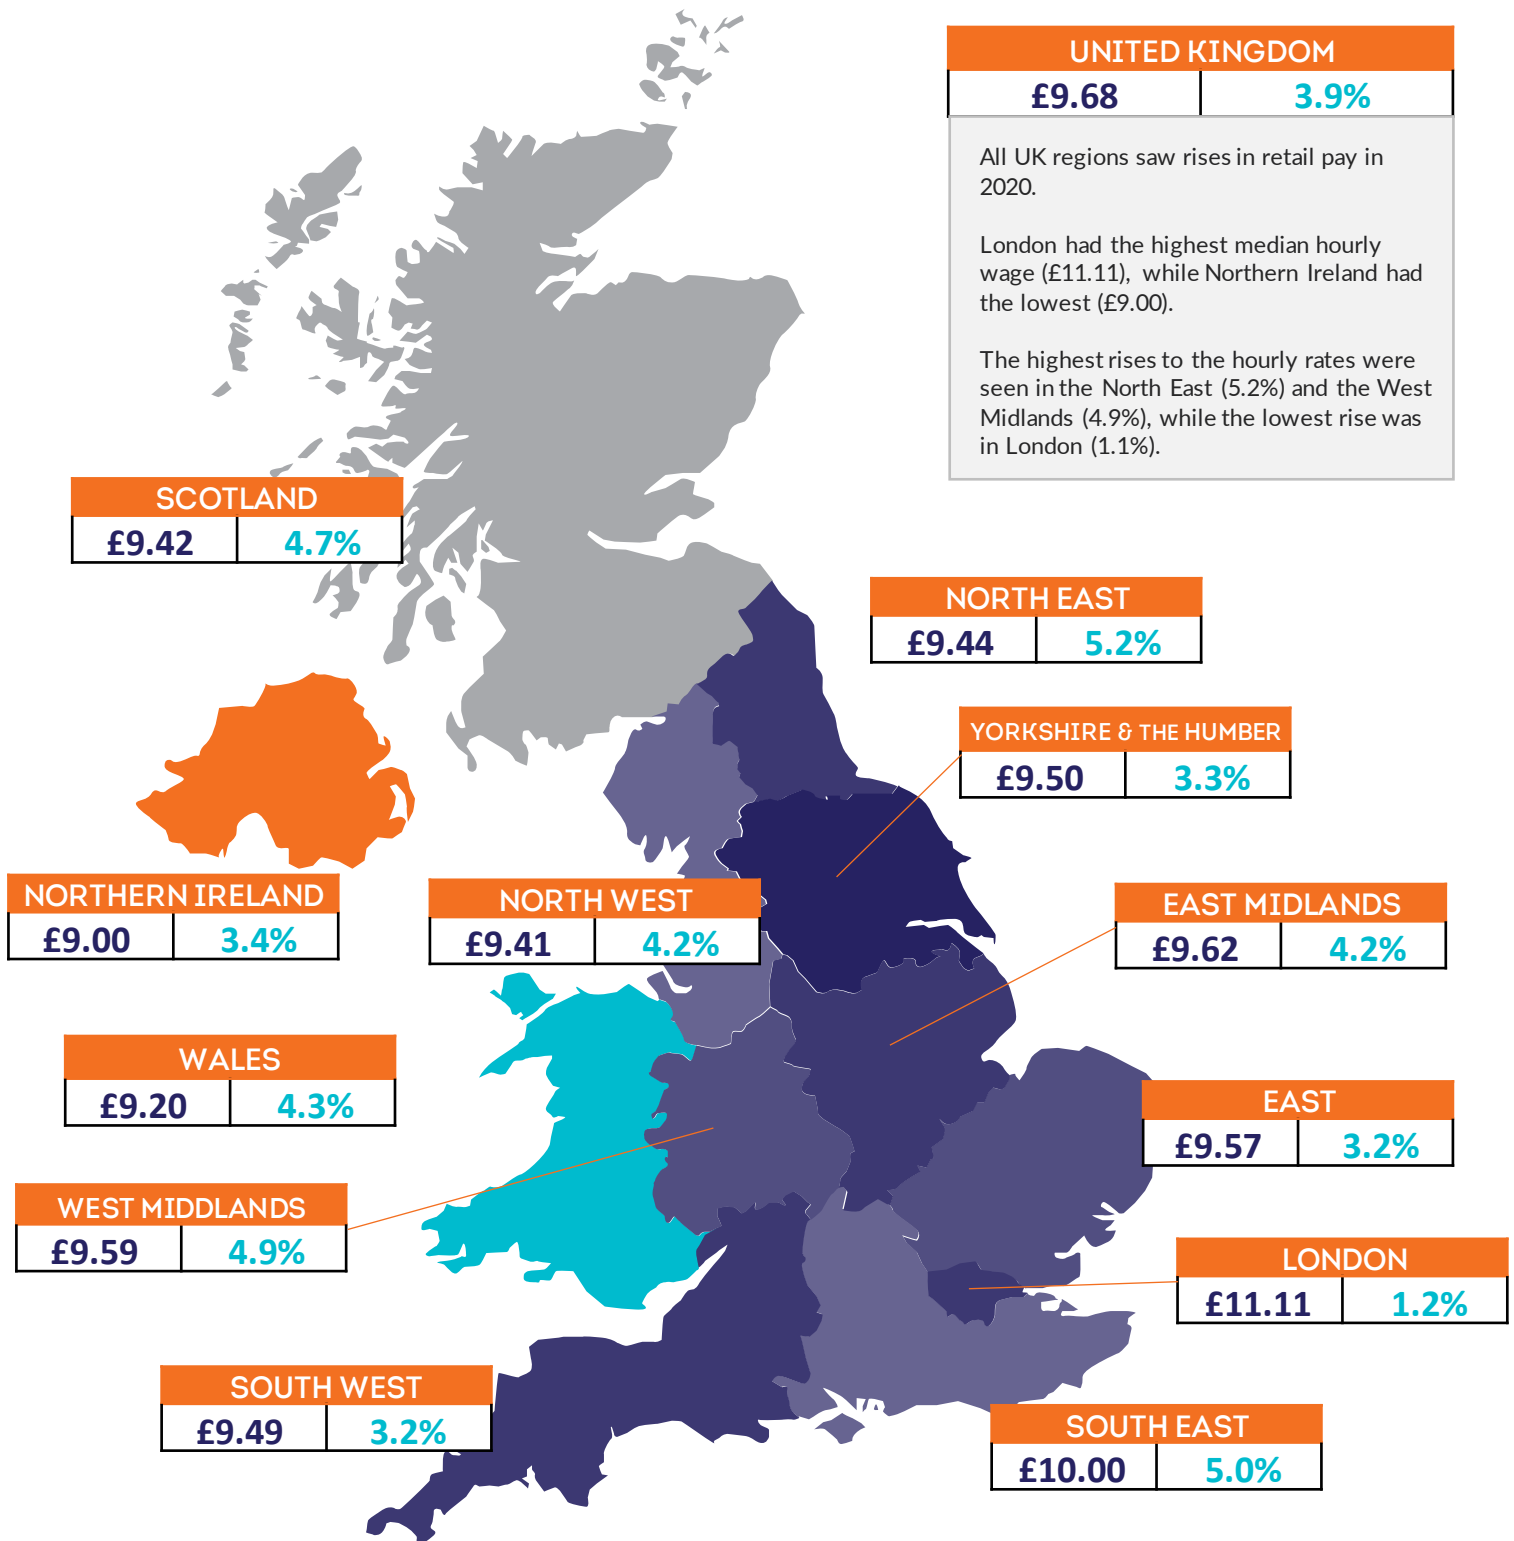 UNITED KINGDOM
£9.68 3.9%
All UK regions saw rises in retail pay in
2020.
London had the highest median hourly
wage (£11.11), while Northern Ireland had
the lowest (£9.00).
The highest rises to the hourly rates were
seen in the North East (5.2%) and the West
Midlands (4.9%), while the lowest rise was
in London (1.1%).
SCOTLAND
£9.42 4.7%
NORTH EAST
£9.44 5.2%
YORKSHIRE & THE HUMBER
£9.50 3.3%
NORTHERN IRELAND
£9.00 3.4%
NORTH WEST
£9.41 4.2%
EAST MIDLANDS
£9.62 4.2%
WALES
£9.20 4.3%
EAST
£9.57 3.2%
WEST MIDDLANDS
£9.59 4.9%
LONDON
£11.11 1.2%
SOUTH WEST
£9.49 3.2%
SOUTH EAST
£10.00 5.0%